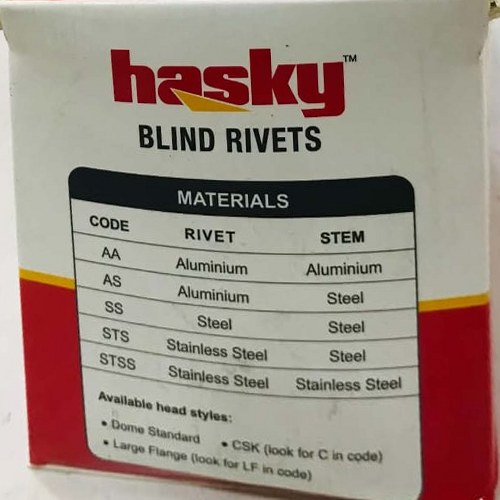 hasky™
BLIND RIVETS
MATERIALS
CODE RIVET STEM
AA Aluminium Aluminium
AS Aluminium Steel
SS Steel Steel
STS Stainless Steel Steel
STSS Stainless Steel Stainless Steel
Available head styles:
• Dome Standard • CSK (look for C in code)
• Large Flange (look for LF in code)